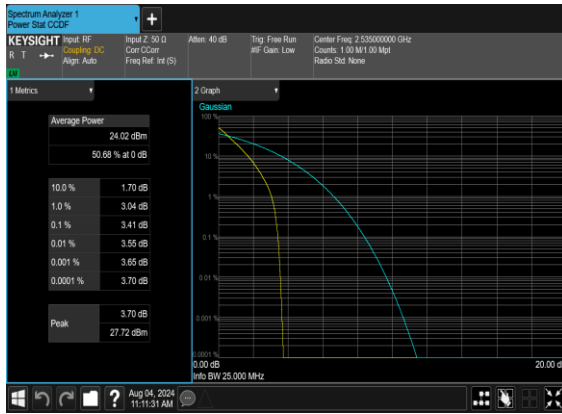 Spectrum Analyzer 1
Power Stat CCDF
+
KEYSIGHT
R T
LXI
Input: RF
Coupling: DC
Align: Auto
Input Z: 50 Ω
Corr CCorr
Freq Ref: Int (S)
Atten: 40 dB
Trig: Free Run
#IF Gain: Low
Center Freq: 2.535000000 GHz
Counts: 1.00 M/1.00 Mpt
Radio Std: None
1 Metrics
Average Power
24.02 dBm
50.68 % at 0 dB
10.0 % 1.70 dB
1.0 % 3.04 dB
0.1 % 3.41 dB
0.01 % 3.55 dB
0.001 % 3.65 dB
0.0001 % 3.70 dB
Peak
3.70 dB
27.72 dBm
2 Graph
Gaussian
100 %
10 %
1 %
0.1 %
0.01 %
0.001 %
0.0001 %
0.00 dB
20.00 d
Info BW 25.000 MHz
?
Aug 04, 2024
11:11:31 AM